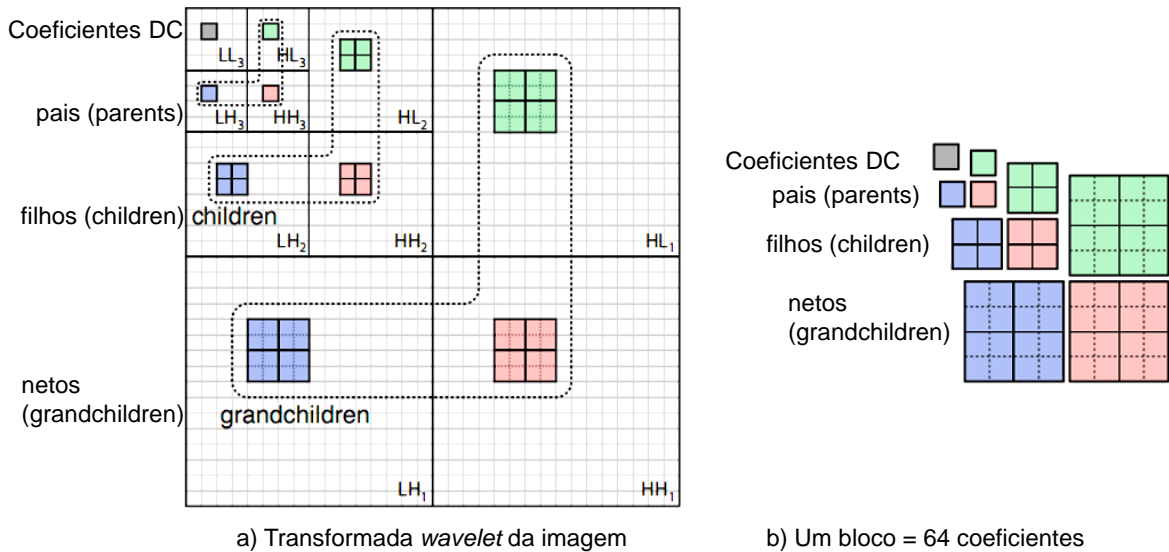 Coeficientes DC
LL3
HL3
pais (parents)
LH3
HH3
HL2
filhos (children)
children
LH2
HH2
HL1
netos
(grandchildren)
grandchildren
LH1
HH1
a) Transformada wavelet da imagem
Coeficientes DC
pais (parents)
filhos (children)
netos
(grandchildren)
b) Um bloco = 64 coeficientes